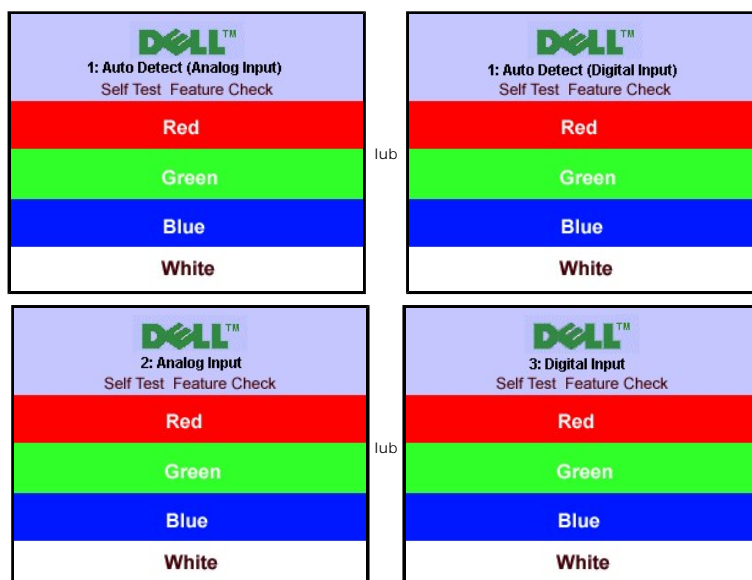 DELL™
1: Auto Detect (Analog Input)
Self Test Feature Check
Red
Green
Blue
White
lub
DELL™
1: Auto Detect (Digital Input)
Self Test Feature Check
Red
Green
Blue
White
DELL™
2: Analog Input
Self Test Feature Check
Red
Green
Blue
White
lub
DELL™
3: Digital Input
Self Test Feature Check
Red
Green
Blue
White